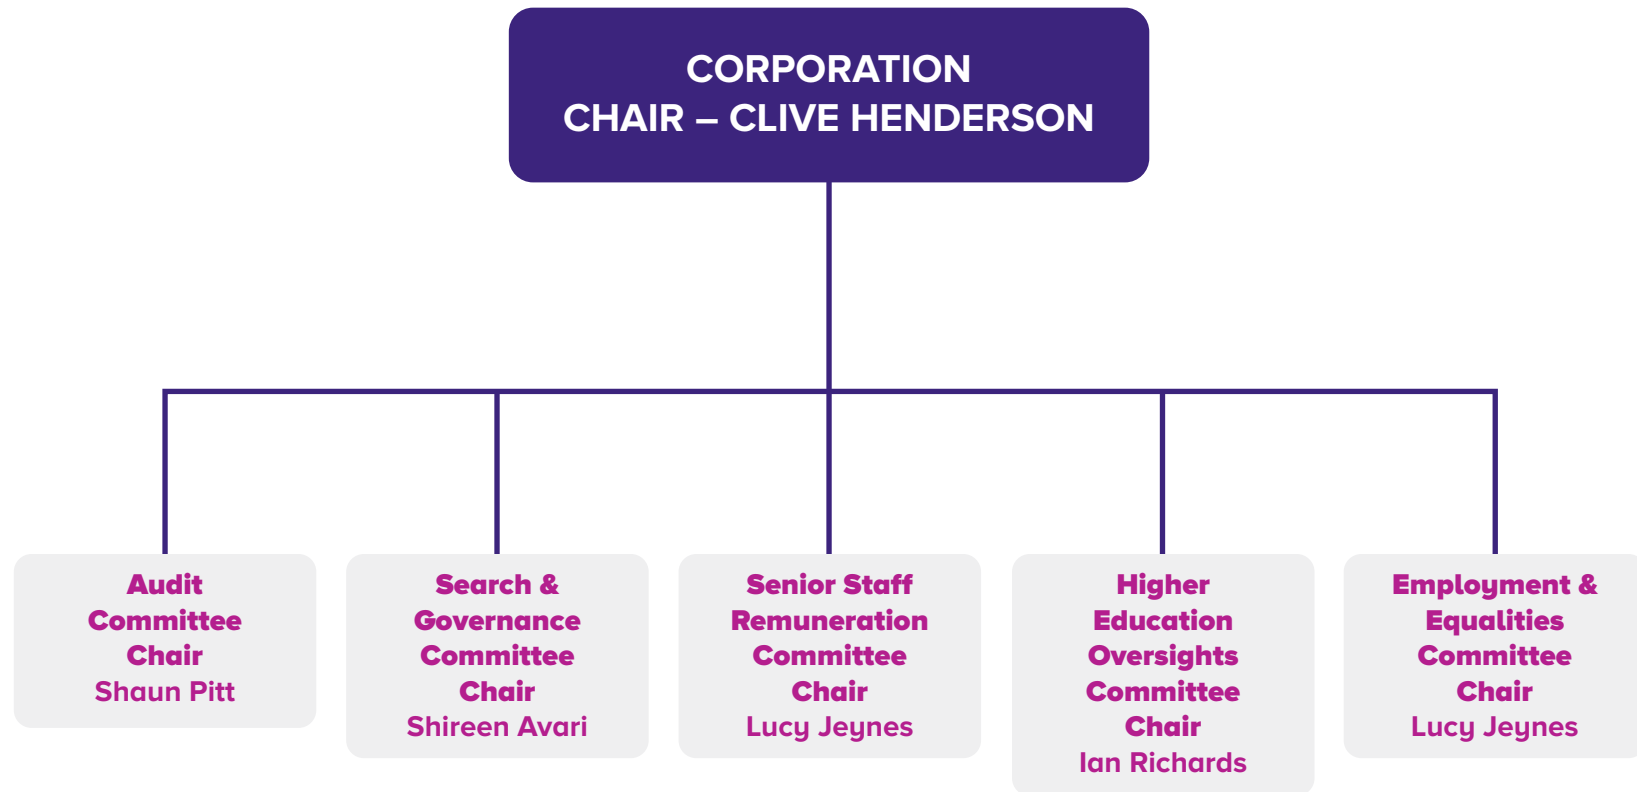 CORPORATION
CHAIR – CLIVE HENDERSON
Audit
Committee
Chair
Shaun Pitt
Search &
Governance
Committee
Chair
Shireen Avari
Senior Staff
Remuneration
Committee
Chair
Lucy Jeynes
Higher
Education
Oversights
Committee
Chair
Ian Richards
Employment &
Equalities
Committee
Chair
Lucy Jeynes